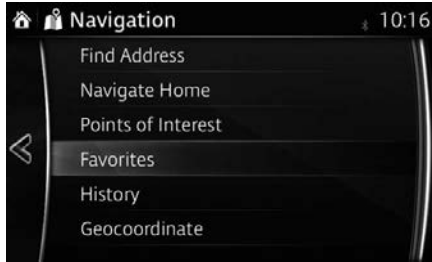 Navigation 10:16
Find Address
Navigate Home
Points of Interest
Favorites
History
Geocoordinate